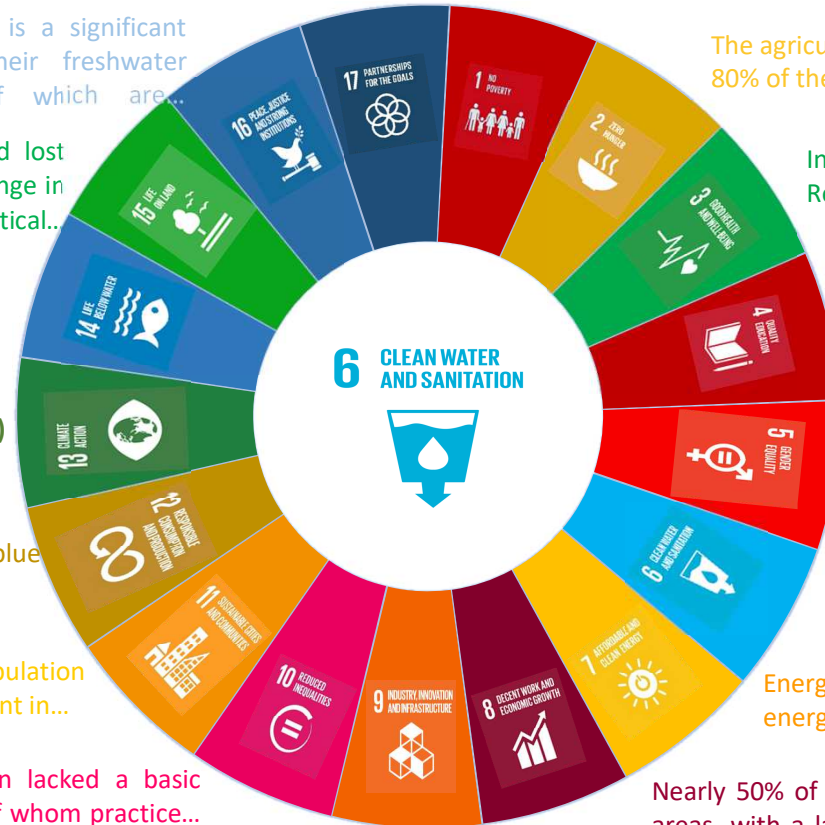 is a significant
their freshwater
of which are...
The agricu
80% of the
d lost
nge in
tical...
In
Re
17 PARTNERSHIPS
FOR THE GOALS
1 NO
POVERTY
2 ZERO
HUNGER
3 GOOD HEALTH
AND WELL-BEING
4 QUALITY
EDUCATION
5 GENDER
EQUALITY
6 CLEAN WATER
AND SANITATION
7 AFFORDABLE AND
CLEAN ENERGY
8 DECENT WORK AND
ECONOMIC GROWTH
9 INDUSTRY, INNOVATION
AND INFRASTRUCTURE
10 REDUCED
INEQUALITIES
11 SUSTAINABLE CITIES
AND COMMUNITIES
12 RESPONSIBLE
CONSUMPTION
AND PRODUCTION
13 CLIMATE
ACTION
14 LIFE
BELOW WATER
15 LIFE
ON LAND
16 PEACE, JUSTICE
AND STRONG
INSTITUTIONS
6 CLEAN WATER
AND SANITATION
)
blue
pulation
nt in...
n lacked a basic
f whom practice...
Energ
energ
Nearly 50% of
areas, with a la